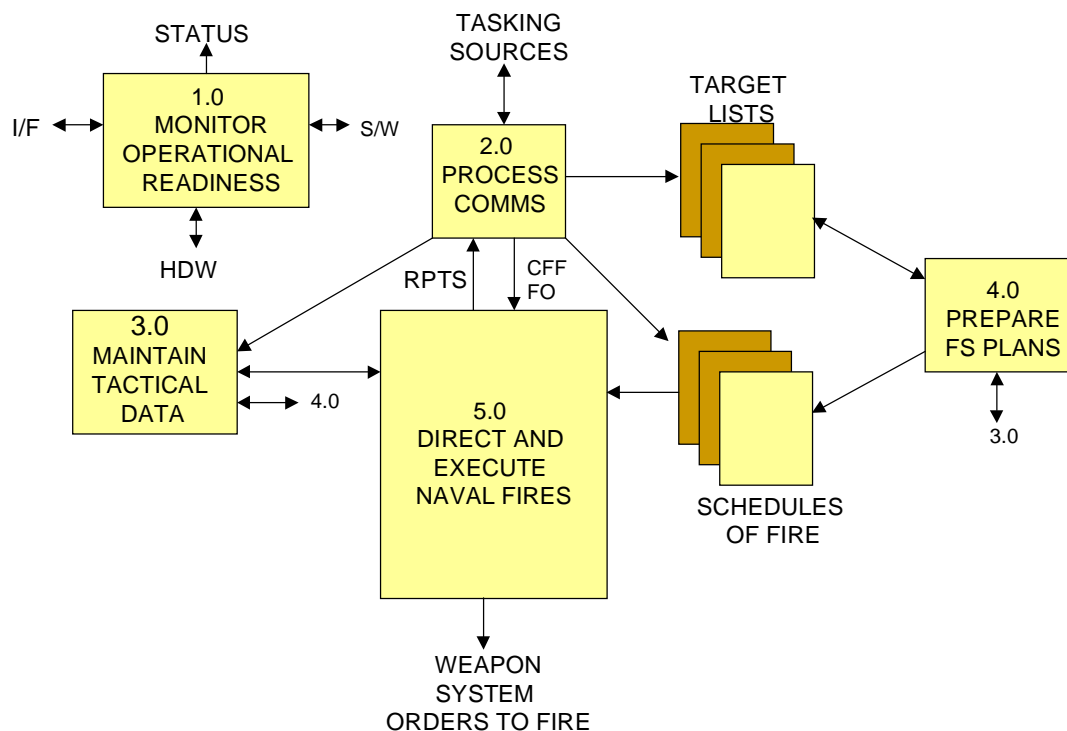 STATUS
I/F
1.0
MONITOR
OPERATIONAL
READINESS
S/W
HDW
TASKING
SOURCES
2.0
PROCESS
COMMS
TARGET
LISTS
RPTS
CFF
FO
3.0
MAINTAIN
TACTICAL
DATA
4.0
5.0
DIRECT AND
EXECUTE
NAVAL FIRES
4.0
PREPARE
FS PLANS
3.0
SCHEDULES
OF FIRE
WEAPON
SYSTEM
ORDERS TO FIRE